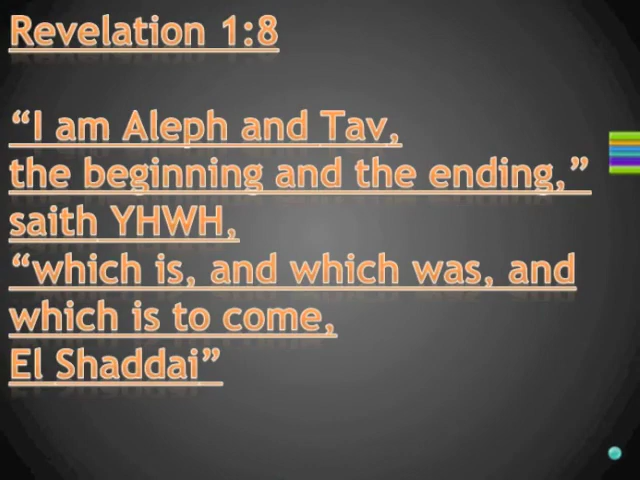 Revelation 1:8
“I am Aleph and Tav,
the beginning and the ending,”
saith YHWH,
“which is, and which was, and
which is to come,
El Shaddai”